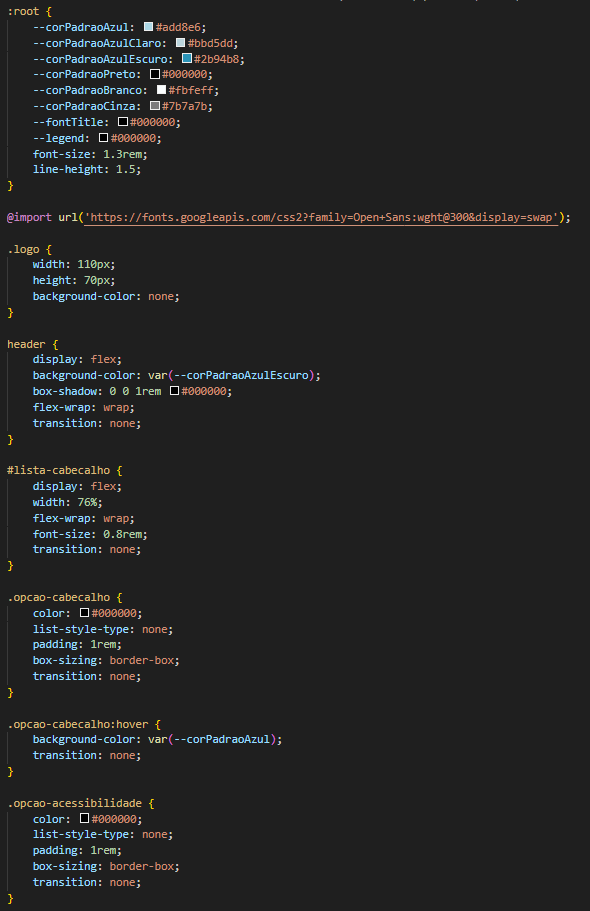 :root {
--corPadraoAzul: #add8e6;
--corPadraoAzulClaro: #bbd5dd;
--corPadraoAzulEscuro: #2b94b8;
--corPadraoPreto: #000000;
--corPadraoBranco: #fbfeff;
--corPadraoCinza: #7b7a7b;
--fontTitle: #000000;
--legend: #000000;
font-size: 1.3rem;
line-height: 1.5;
}
@import url('https://fonts.googleapis.com/css2?family=Open+Sans:wght@300&display=swap');
.logo {
width: 110px;
height: 70px;
background-color: none;
}
header {
display: flex;
background-color: var(--corPadraoAzulEscuro);
box-shadow: 0 0 1rem #000000;
flex-wrap: wrap;
transition: none;
}
#lista-cabecalho {
display: flex;
width: 76%;
flex-wrap: wrap;
font-size: 0.8rem;
transition: none;
}
.opcao-cabecalho {
color: #000000;
list-style-type: none;
padding: 1rem;
box-sizing: border-box;
transition: none;
}
.opcao-cabecalho:hover {
background-color: var(--corPadraoAzul);
transition: none;
}
.opcao-acessibilidade {
color: #000000;
list-style-type: none;
padding: 1rem;
box-sizing: border-box;
transition: none;
}